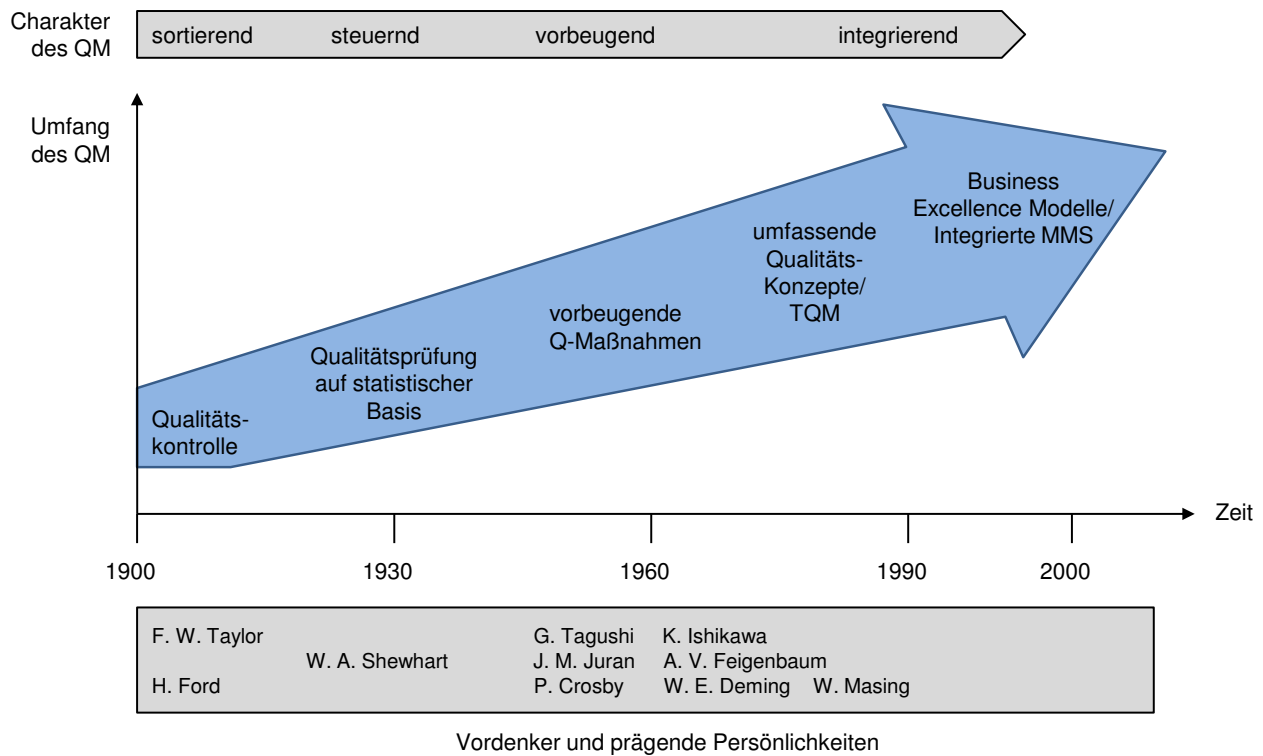 Charakter
des QM
sortierend steuernd vorbeugend integrierend
Umfang
des QM
Business
Excellence Modelle/
Integrierte MMS
umfassende
Qualitäts-
Konzepte/
TQM
vorbeugende
Q-Maßnahmen
Qualitätsprüfung
auf statistischer
Basis
Qualitäts-
kontrolle
Zeit
1900 1930 1960 1990 2000
F. W. Taylor G. Tagushi K. Ishikawa
W. A. Shewhart J. M. Juran A. V. Feigenbaum
H. Ford P. Crosby W. E. Deming W. Masing
Vordenker und prägende Persönlichkeiten